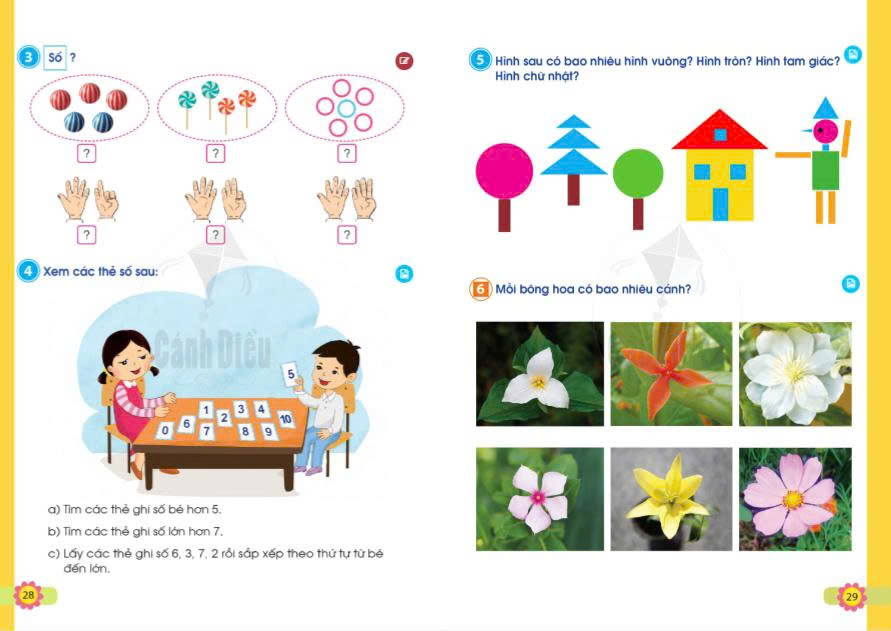 3 Số ?
? ? ?
? ? ?
4 Xem các thẻ số sau:
Cánh Diều
5
1 3 4
6 2 10
0 7 8 9
a) Tìm các thẻ ghi số bé hơn 5.
b) Tìm các thẻ ghi số lớn hơn 7.
c) Lấy các thẻ ghi số 6, 3, 7, 2 rồi sắp xếp theo thứ tự từ bé
đến lớn.
28
5 Hình sau có bao nhiêu hình vuông? Hình tròn? Hình tam giác?
Hình chữ nhật?
6 Mỗi bông hoa có bao nhiêu cánh?
29